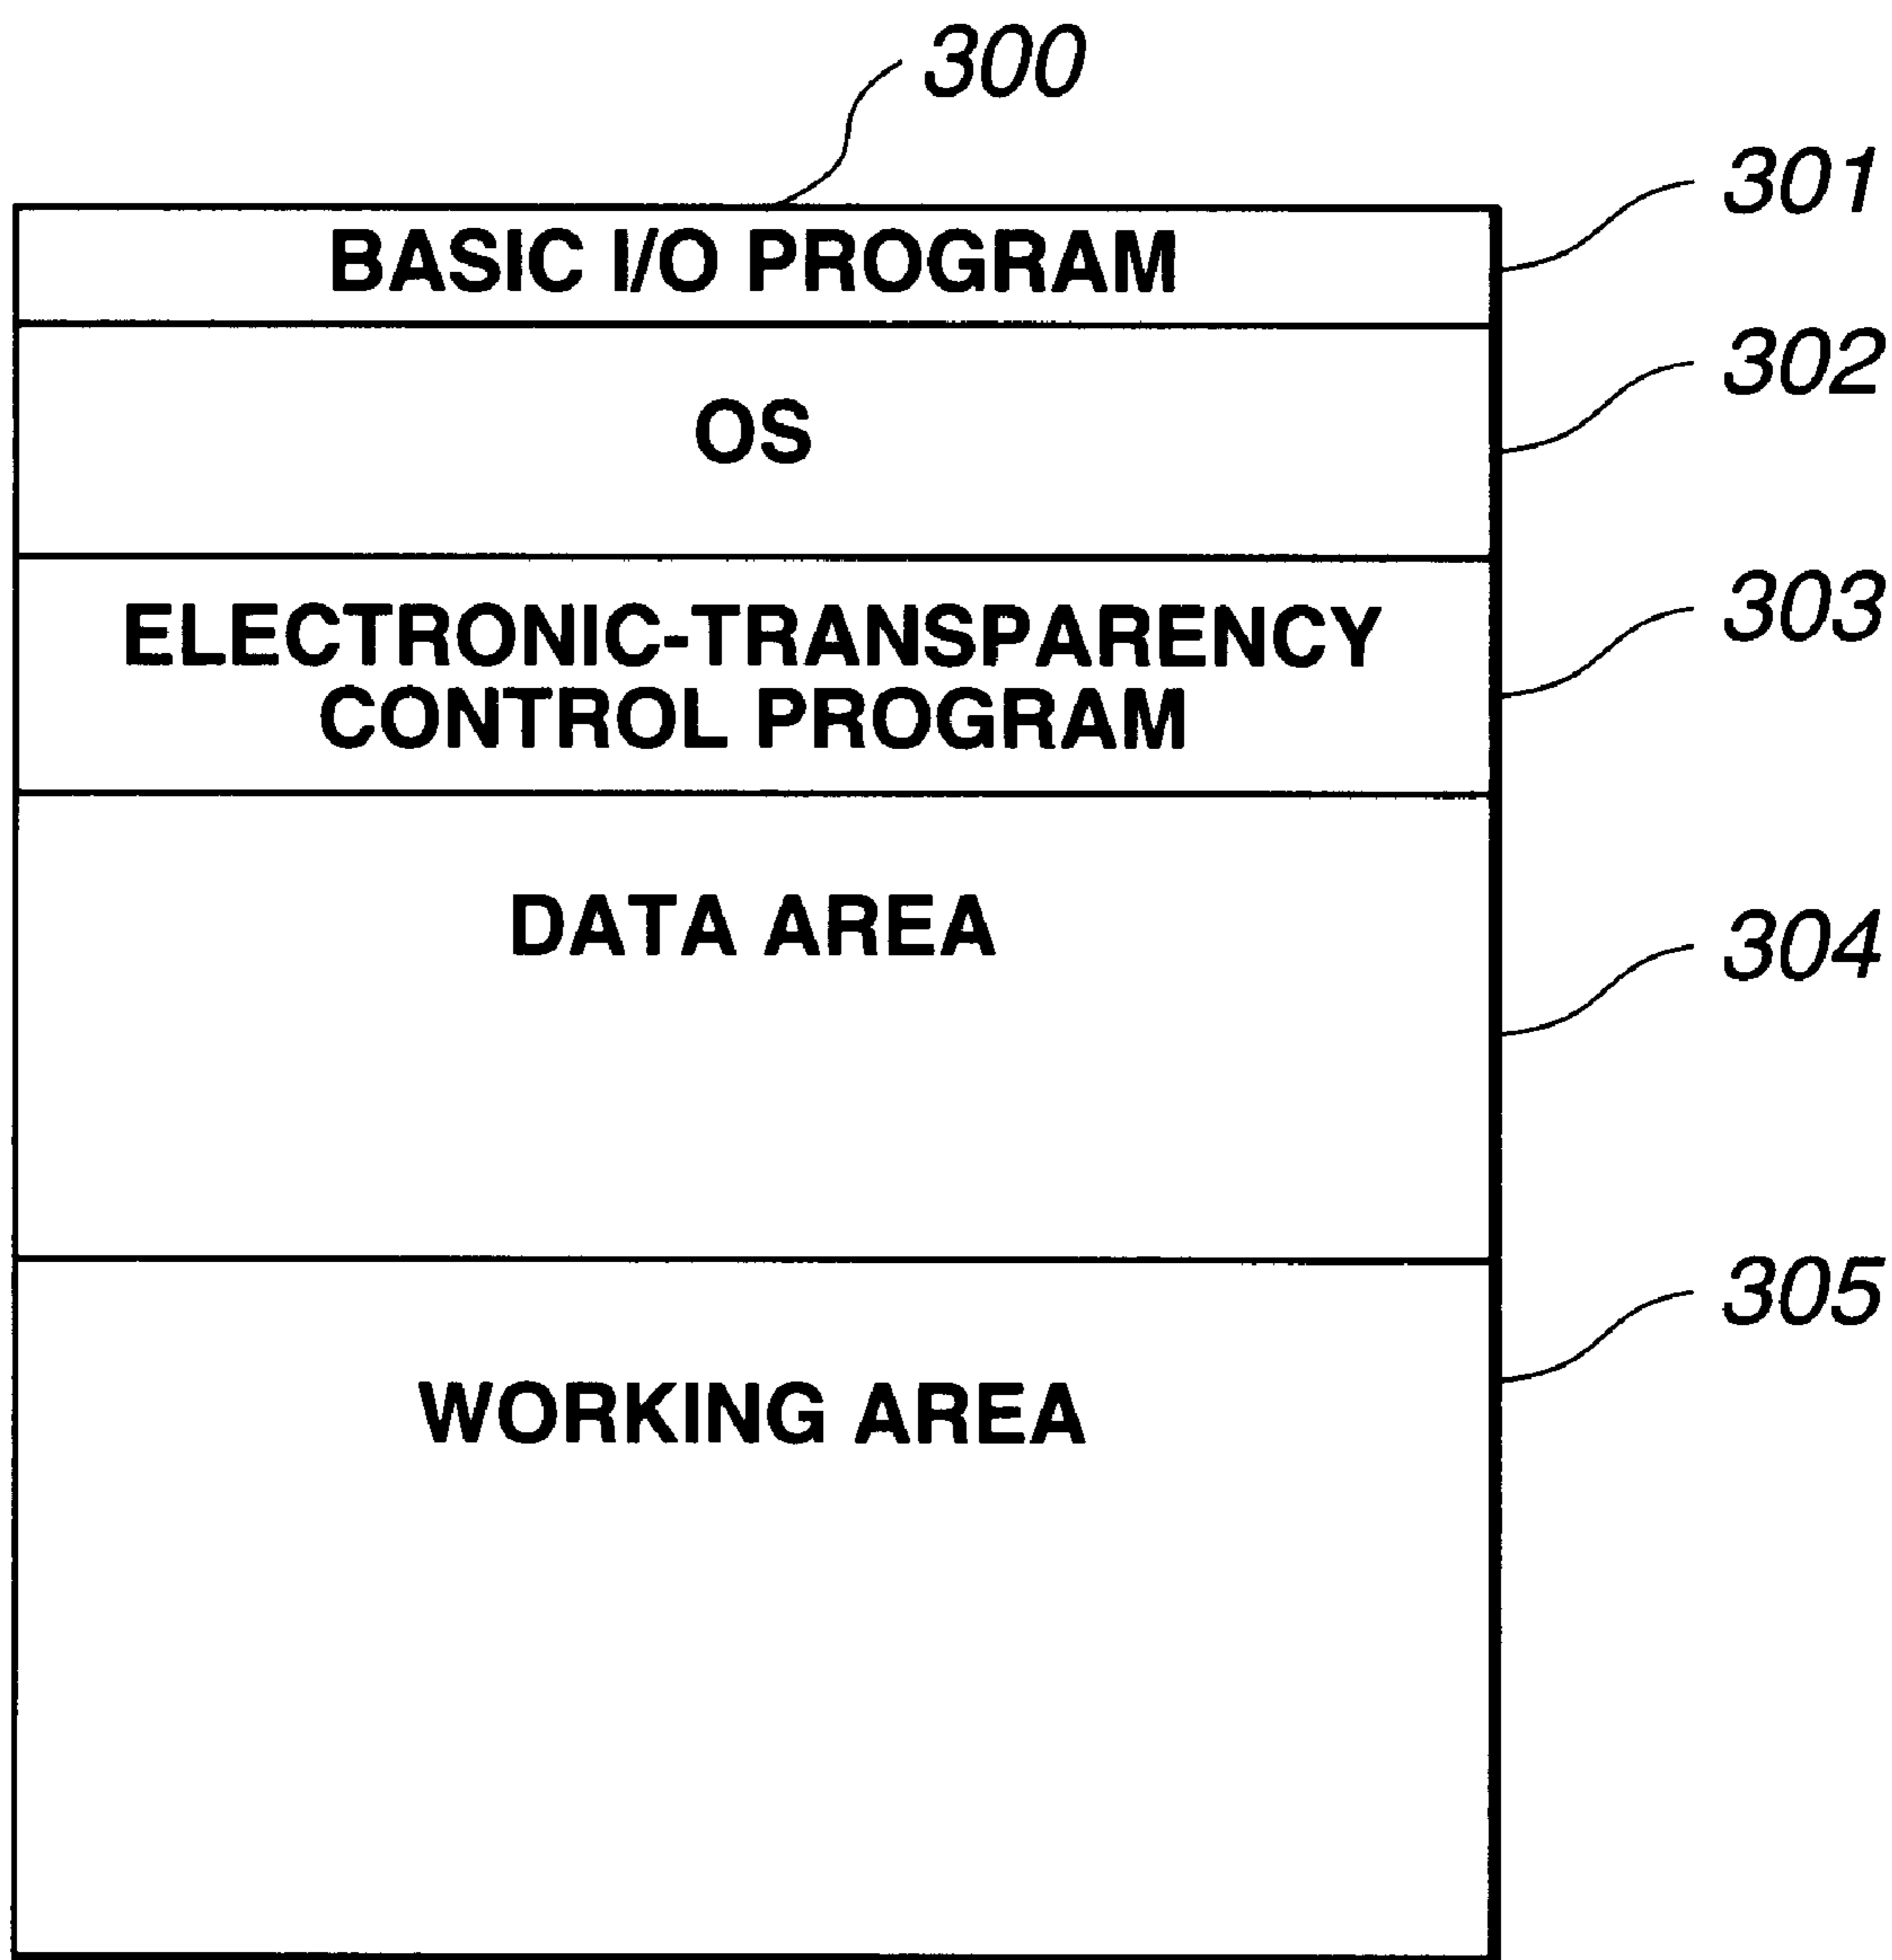 300
301
BASIC I/O PROGRAM
302
OS
303
ELECTRONIC-TRANSPARENCY
CONTROL PROGRAM
304
DATA AREA
305
WORKING AREA